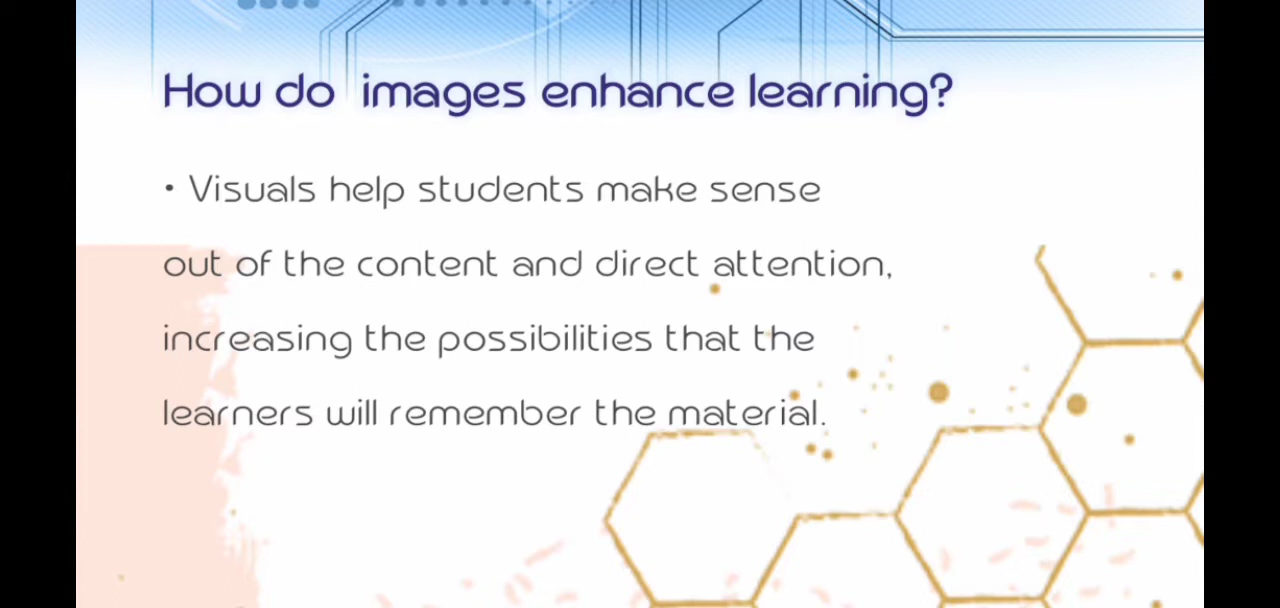 How do images enhance learning?
• Visuals help students make sense
out of the content and direct attention,
increasing the possibilities that the
learners will remember the material.